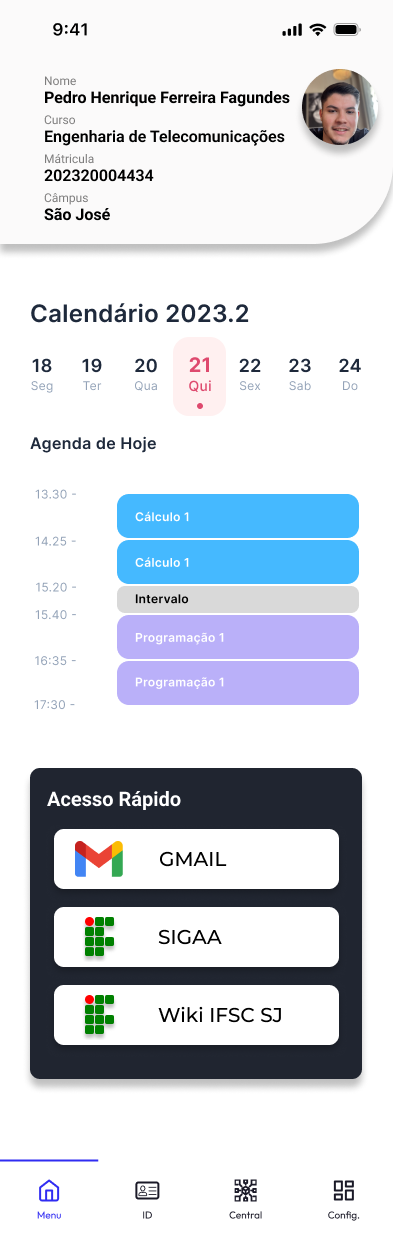 9:41
Nome
Pedro Henrique Ferreira Fagundes
Curso
Engenharia de Telecomunicações
Mátricula
202320004434
Câmpus
São José
Calendário 2023.2
18 19 20 21 22 23 24
Seg Ter Qua Qui Sex Sab Do
Agenda de Hoje
13.30 -
Cálculo 1
14.25 -
Cálculo 1
15.20 -
Intervalo
15.40 -
Programação 1
16:35 -
Programação 1
17:30 -
Acesso Rápido
GMAIL
SIGAA
Wiki IFSC SJ
Menu ID Central Config.